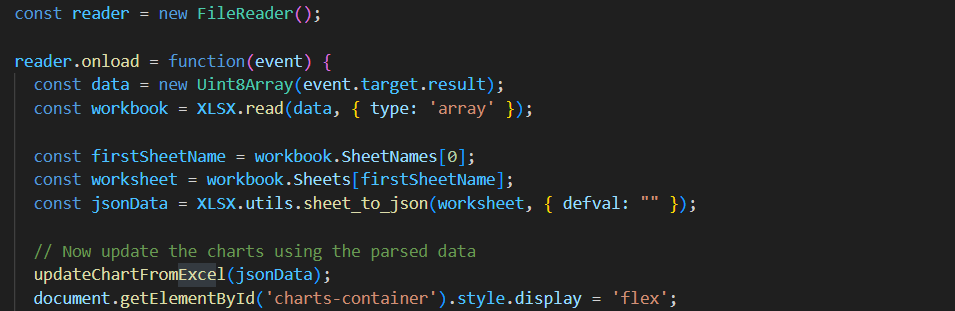 const reader = new FileReader();
reader.onload = function(event) {
const data = new Uint8Array(event.target.result);
const workbook = XLSX.read(data, { type: 'array' });
const firstSheetName = workbook.SheetNames[0];
const worksheet = workbook.Sheets[firstSheetName];
const jsonData = XLSX.utils.sheet_to_json(worksheet, { defval: "" });
// Now update the charts using the parsed data
updateChartFromExcel(jsonData);
document.getElementById('charts-container').style.display = 'flex';